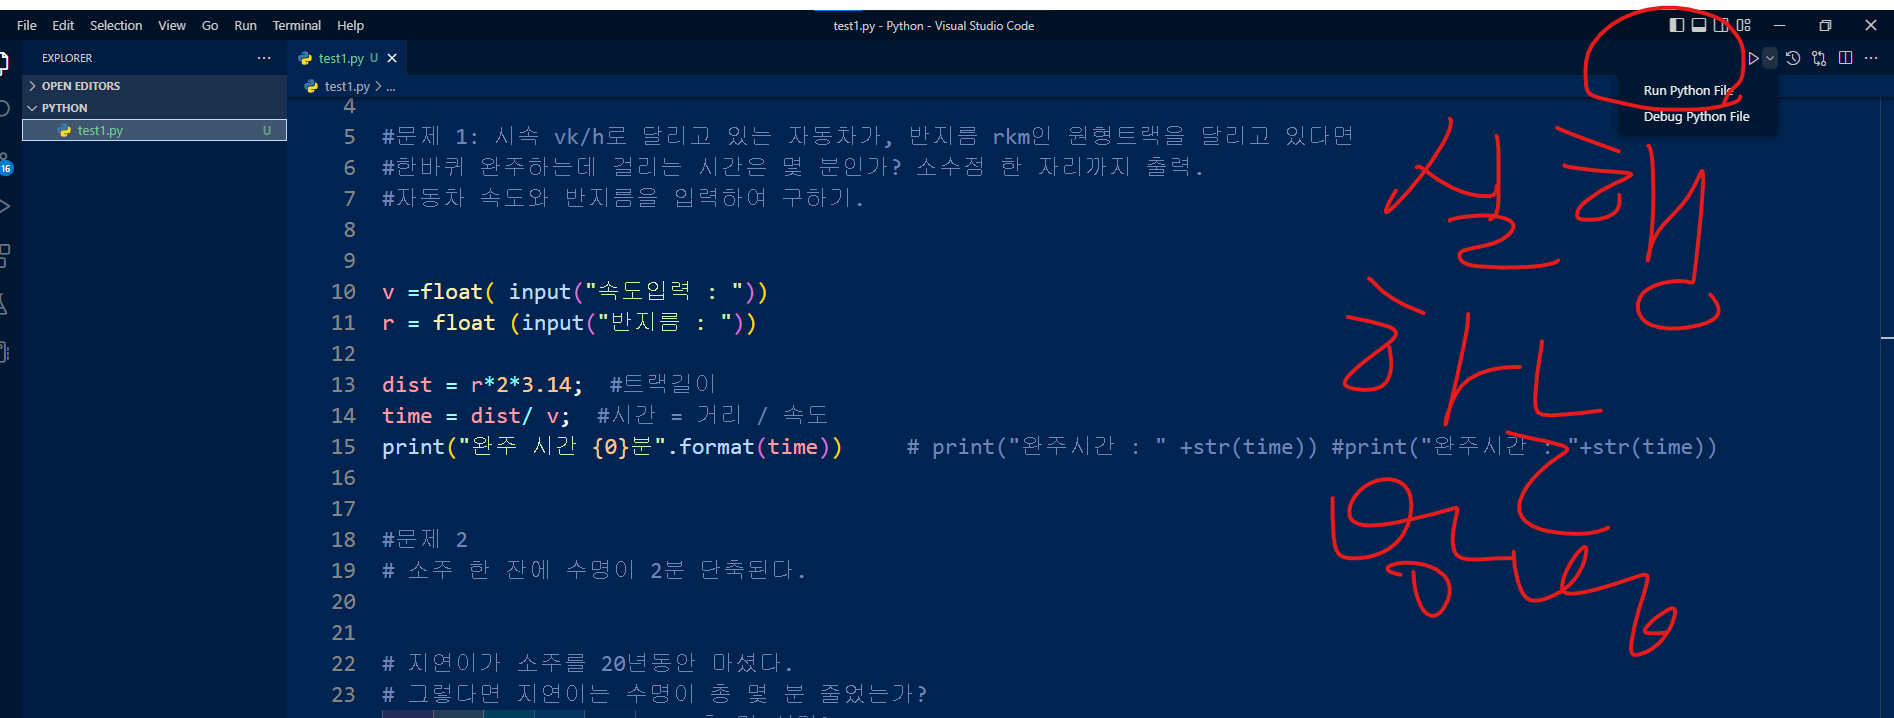 File Edit Selection View Go Run Terminal Help test1.py - Python - Visual Studio Code
EXPLORER ··· test1.py U
OPEN EDITORS test1.py > ...
PYTHON
test1.py U
Run Python File
Debug Python File
16
4
5 #문제 1: 시속 vk/h로 달리고 있는 자동차가, 반지름 rkm인 원형트랙을 달리고 있다면
6 #한바퀴 완주하는데 걸리는 시간은 몇 분인가? 소수점 한 자리까지 출력.
7 #자동차 속도와 반지름을 입력하여 구하기.
8
9
10 v =float( input("속도입력 : "))
11 r = float (input("반지름 : "))
12
13 dist = r*2*3.14;  #트랙길이
14 time = dist/ v;  #시간 = 거리 / 속도
15 print("완주 시간 {0}분".format(time))     # print("완주시간 : " +str(time)) #print("완주시간 : "+str(time))
16
17
18 #문제 2
19 # 소주 한 잔에 수명이 2분 단축된다.
20
21
22 # 지연이가 소주를 20년동안 마셨다.
23 # 그렇다면 지연이는 수명이 총 몇 분 줄었는가?
실행
하는